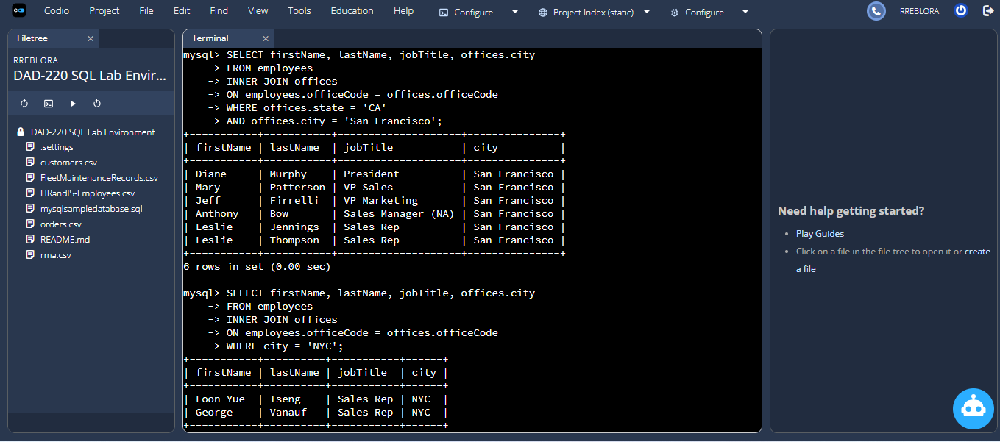 Codio Project File Edit Find View Tools Education Help Configure.... Project Index (static) Configure.... RREBLORA
Filetree ×
RREBLORA
DAD-220 SQL Lab Envir...
DAD-220 SQL Lab Environment
.settings
customers.csv
FleetMaintenanceRecords.csv
HRandIS-Employees.csv
mysqlsampledatabase.sql
orders.csv
README.md
rma.csv
Terminal ×
mysql> SELECT firstName, lastName, jobTitle, offices.city
    -> FROM employees
    -> INNER JOIN offices
    -> ON employees.officeCode = offices.officeCode
    -> WHERE offices.state = 'CA'
    -> AND offices.city = 'San Francisco';
+-----------+-----------+--------------------+---------------+
| firstName | lastName  | jobTitle           | city          |
+-----------+-----------+--------------------+---------------+
| Diane     | Murphy    | President          | San Francisco |
| Mary      | Patterson | VP Sales           | San Francisco |
| Jeff      | Firrelli  | VP Marketing       | San Francisco |
| Anthony   | Bow       | Sales Manager (NA) | San Francisco |
| Leslie    | Jennings  | Sales Rep          | San Francisco |
| Leslie    | Thompson  | Sales Rep          | San Francisco |
+-----------+-----------+--------------------+---------------+
6 rows in set (0.00 sec)
mysql> SELECT firstName, lastName, jobTitle, offices.city
    -> FROM employees
    -> INNER JOIN offices
    -> ON employees.officeCode = offices.officeCode
    -> WHERE city = 'NYC';
+-----------+----------+-----------+------+
| firstName | lastName | jobTitle  | city |
+-----------+----------+-----------+------+
| Foon Yue  | Tseng    | Sales Rep | NYC  |
| George    | Vanauf   | Sales Rep | NYC  |
+-----------+----------+-----------+------+
Need help getting started?
• Play Guides
• Click on a file in the file tree to open it or create
a file